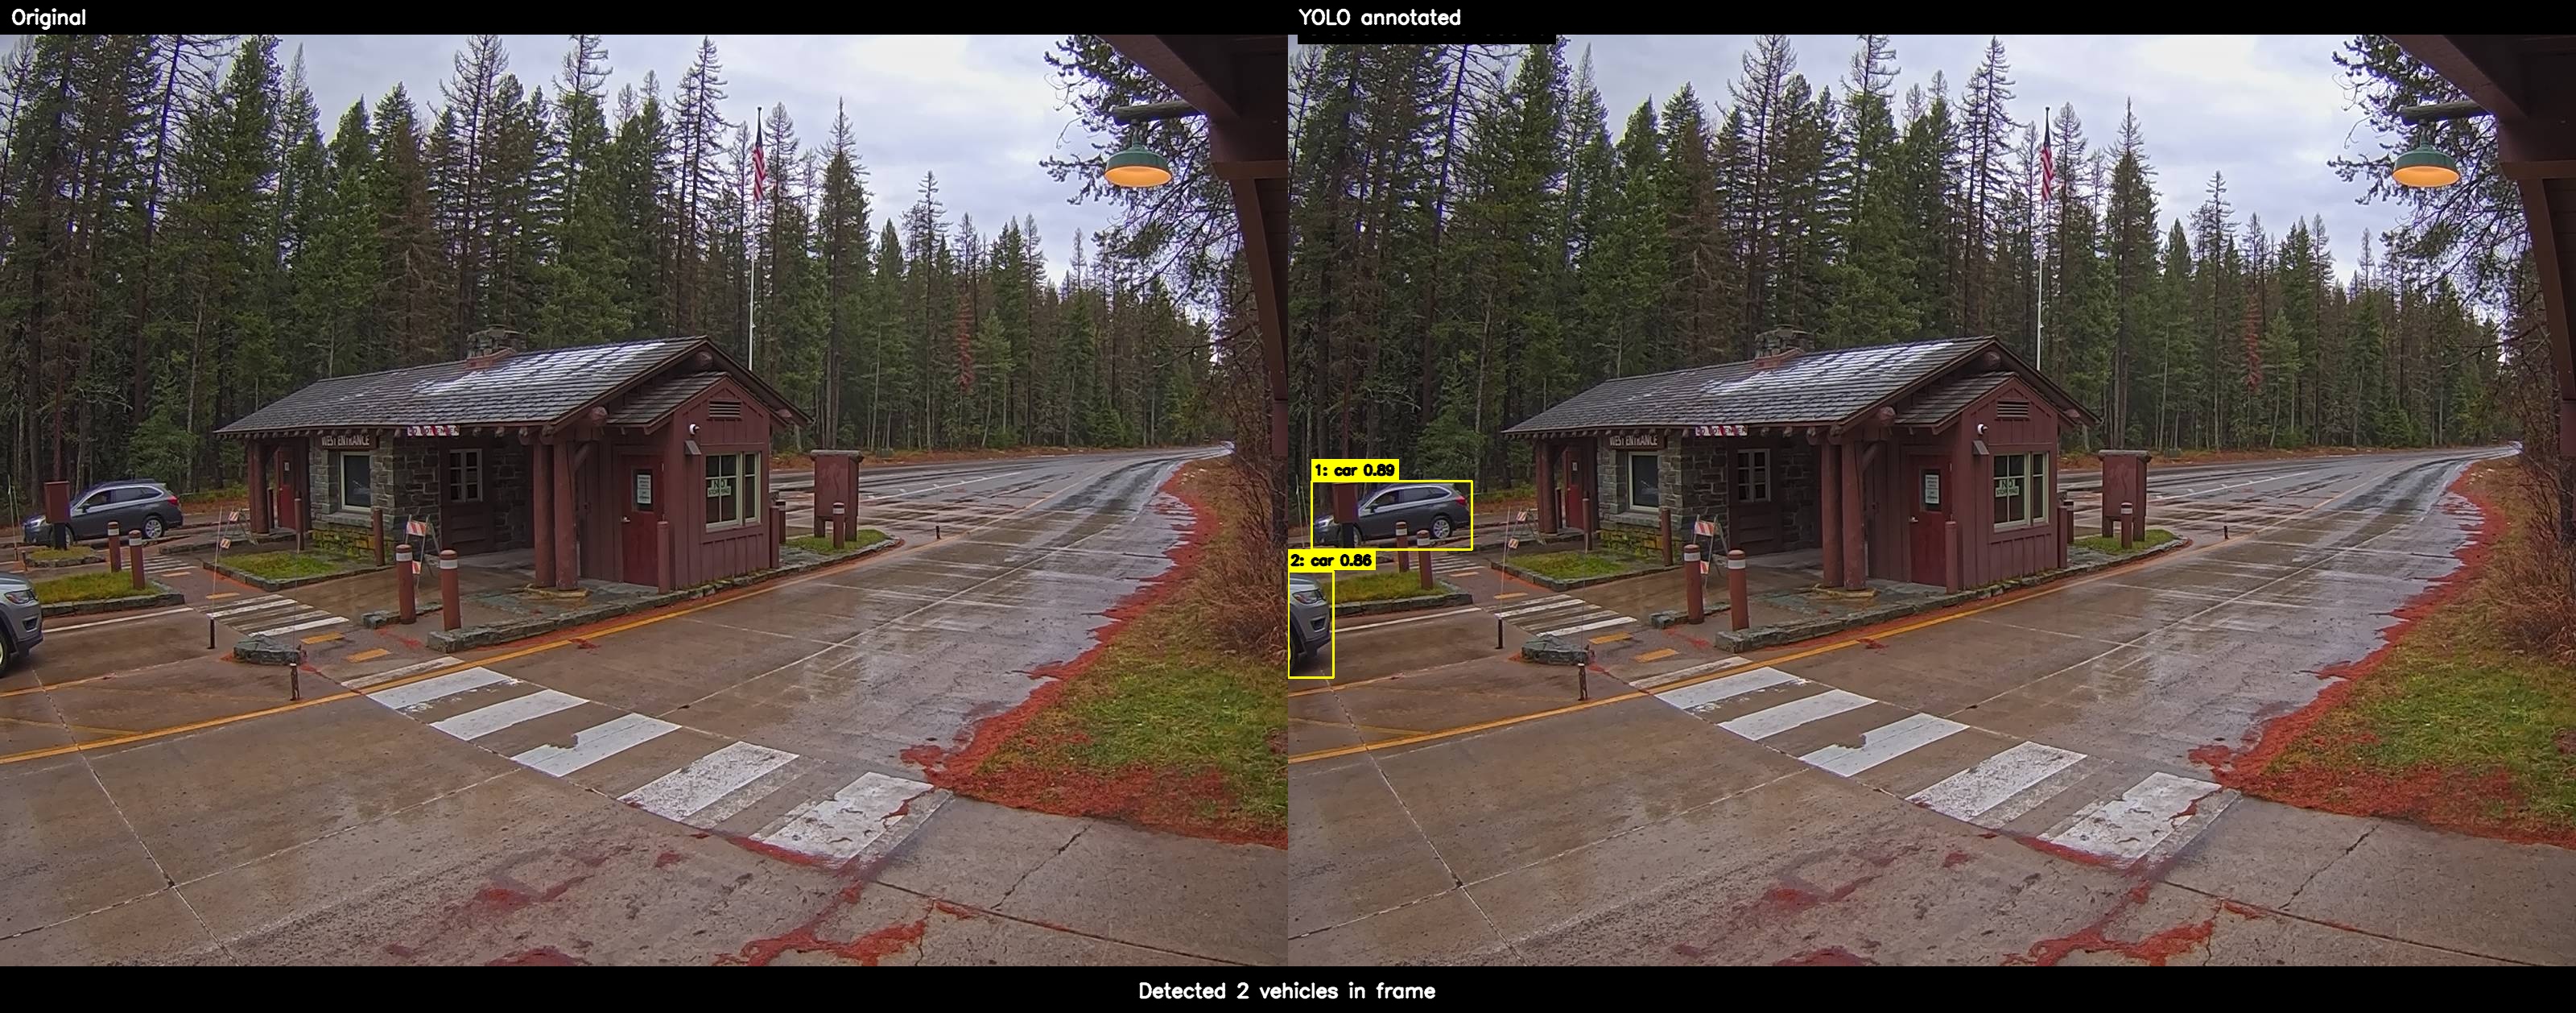 Original
YOLO annotated
WEST ENTRANCE
WEST ENTRANCE
1: car 0.89
2: car 0.86
Detected 2 vehicles in frame